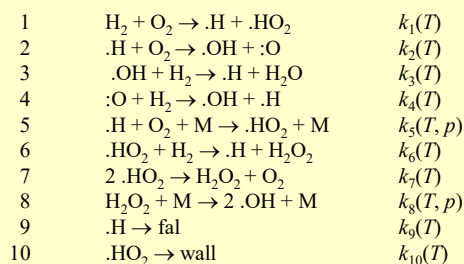 1 H₂ + O₂ → .H + .HO₂ k₁(T)
2 .H + O₂ → .OH + :O k₂(T)
3 .OH + H₂ → .H + H₂O k₃(T)
4 :O + H₂ → .OH + .H k₄(T)
5 .H + O₂ + M → .HO₂ + M k₅(T, p)
6 .HO₂ + H₂ → .H + H₂O₂ k₆(T)
7 2 .HO₂ → H₂O₂ + O₂ k₇(T)
8 H₂O₂ + M → 2 .OH + M k₈(T, p)
9 .H → fal k₉(T)
10 .HO₂ → wall k₁₀(T)